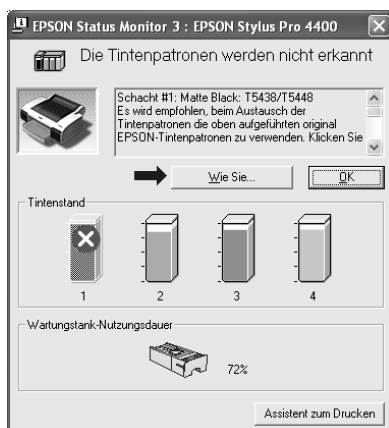 EPSON Status Monitor 3 : EPSON Stylus Pro 4400
Die Tintenpatronen werden nicht erkannt
Schacht #1: Matte Black: T5438/T5448
Es wird empfohlen, beim Austausch der
Tintenpatronen die oben aufgeführten original
EPSON-Tintenpatronen zu verwenden. Klicken Sie
Wie Sie...
OK
Tintenstand
1 2 3 4
Wartungstank-Nutzungsdauer
72%
Assistent zum Drucken